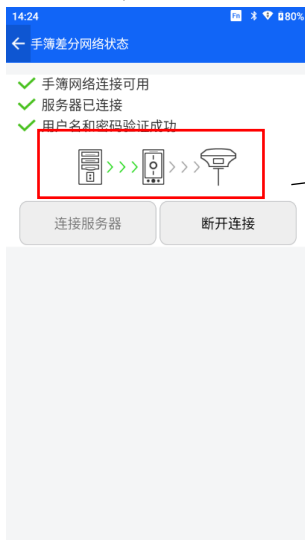 14:24
Fn
80%
手簿差分网络状态
手簿网络连接可用
服务器已连接
用户名和密码验证成功
连接服务器
断开连接